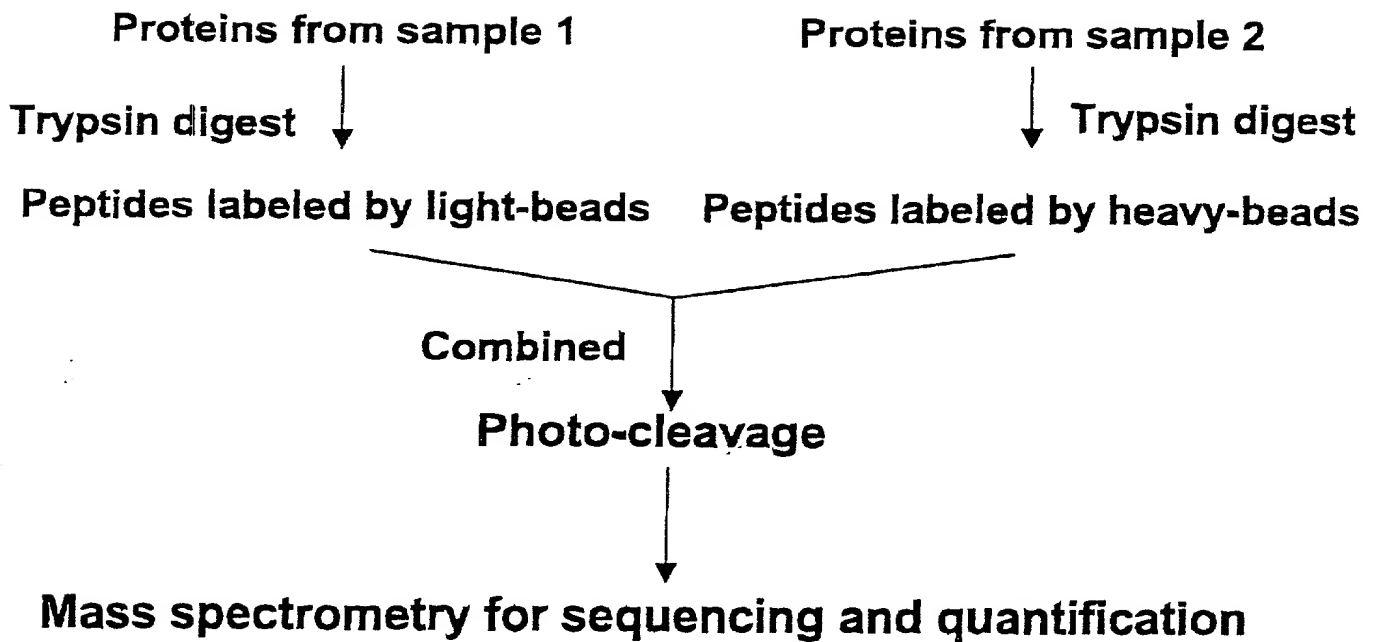 Proteins from sample 1
Proteins from sample 2
Trypsin digest
Trypsin digest
Peptides labeled by light-beads
Peptides labeled by heavy-beads
Combined
Photo-cleavage
Mass spectrometry for sequencing and quantification